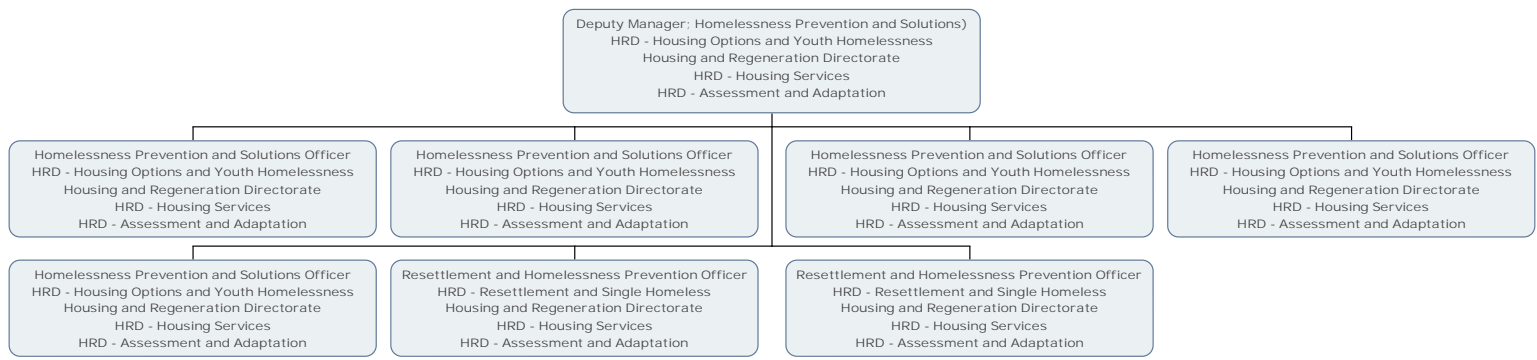 Deputy Manager; Homelessness Prevention and Solutions)
HRD - Housing Options and Youth Homelessness
Housing and Regeneration Directorate
HRD - Housing Services
HRD - Assessment and Adaptation
Homelessness Prevention and Solutions Officer
HRD - Housing Options and Youth Homelessness
Housing and Regeneration Directorate
HRD - Housing Services
HRD - Assessment and Adaptation
Homelessness Prevention and Solutions Officer
HRD - Housing Options and Youth Homelessness
Housing and Regeneration Directorate
HRD - Housing Services
HRD - Assessment and Adaptation
Homelessness Prevention and Solutions Officer
HRD - Housing Options and Youth Homelessness
Housing and Regeneration Directorate
HRD - Housing Services
HRD - Assessment and Adaptation
Homelessness Prevention and Solutions Officer
HRD - Housing Options and Youth Homelessness
Housing and Regeneration Directorate
HRD - Housing Services
HRD - Assessment and Adaptation
Homelessness Prevention and Solutions Officer
HRD - Housing Options and Youth Homelessness
Housing and Regeneration Directorate
HRD - Housing Services
HRD - Assessment and Adaptation
Resettlement and Homelessness Prevention Officer
HRD - Resettlement and Single Homeless
Housing and Regeneration Directorate
HRD - Housing Services
HRD - Assessment and Adaptation
Resettlement and Homelessness Prevention Officer
HRD - Resettlement and Single Homeless
Housing and Regeneration Directorate
HRD - Housing Services
HRD - Assessment and Adaptation